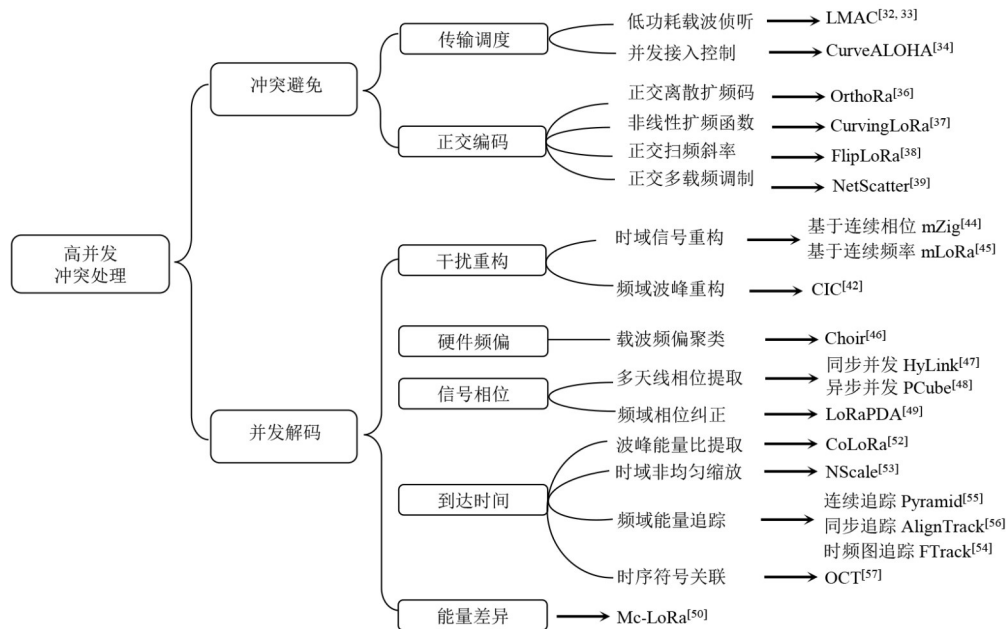 高并发
冲突处理
冲突避免
传输调度
低功耗载波侦听
LMAC[32, 33]
并发接入控制
CurveALOHA[34]
正交编码
正交离散扩频码
OrthoRa[36]
非线性扩频函数
CurvingLoRa[37]
正交扫频斜率
FlipLoRa[38]
正交多载频调制
NetScatter[39]
并发解码
干扰重构
时域信号重构
基于连续相位 mZig[44]
基于连续频率 mLoRa[45]
频域波峰重构
CIC[42]
硬件频偏
载波频偏聚类
Choir[46]
信号相位
多天线相位提取
同步并发 HyLink[47]
异步并发 PCube[48]
频域相位纠正
LoRaPDA[49]
到达时间
波峰能量比提取
CoLoRa[52]
时域非均匀缩放
NScale[53]
频域能量追踪
连续追踪 Pyramid[55]
同步追踪 AlignTrack[56]
时频图追踪 FTrack[54]
时序符号关联
OCT[57]
能量差异
Mc-LoRa[50]